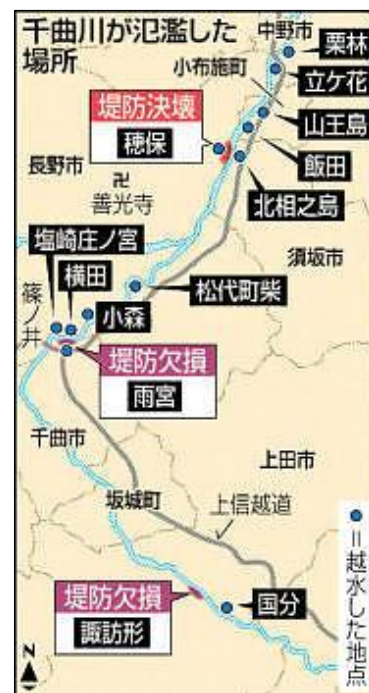 千曲川が氾濫した
場所
中野市
栗林
小布施町
立ケ花
堤防決壊
穂保
山王島
飯田
長野市
卍
善光寺
北相之島
塩崎庄ノ宮
須坂市
横田
篠ノ井
松代町柴
小森
堤防欠損
雨宮
千曲市
上田市
坂城町
上信越道
堤防欠損
諏訪形
国分
●=越水した地点
N